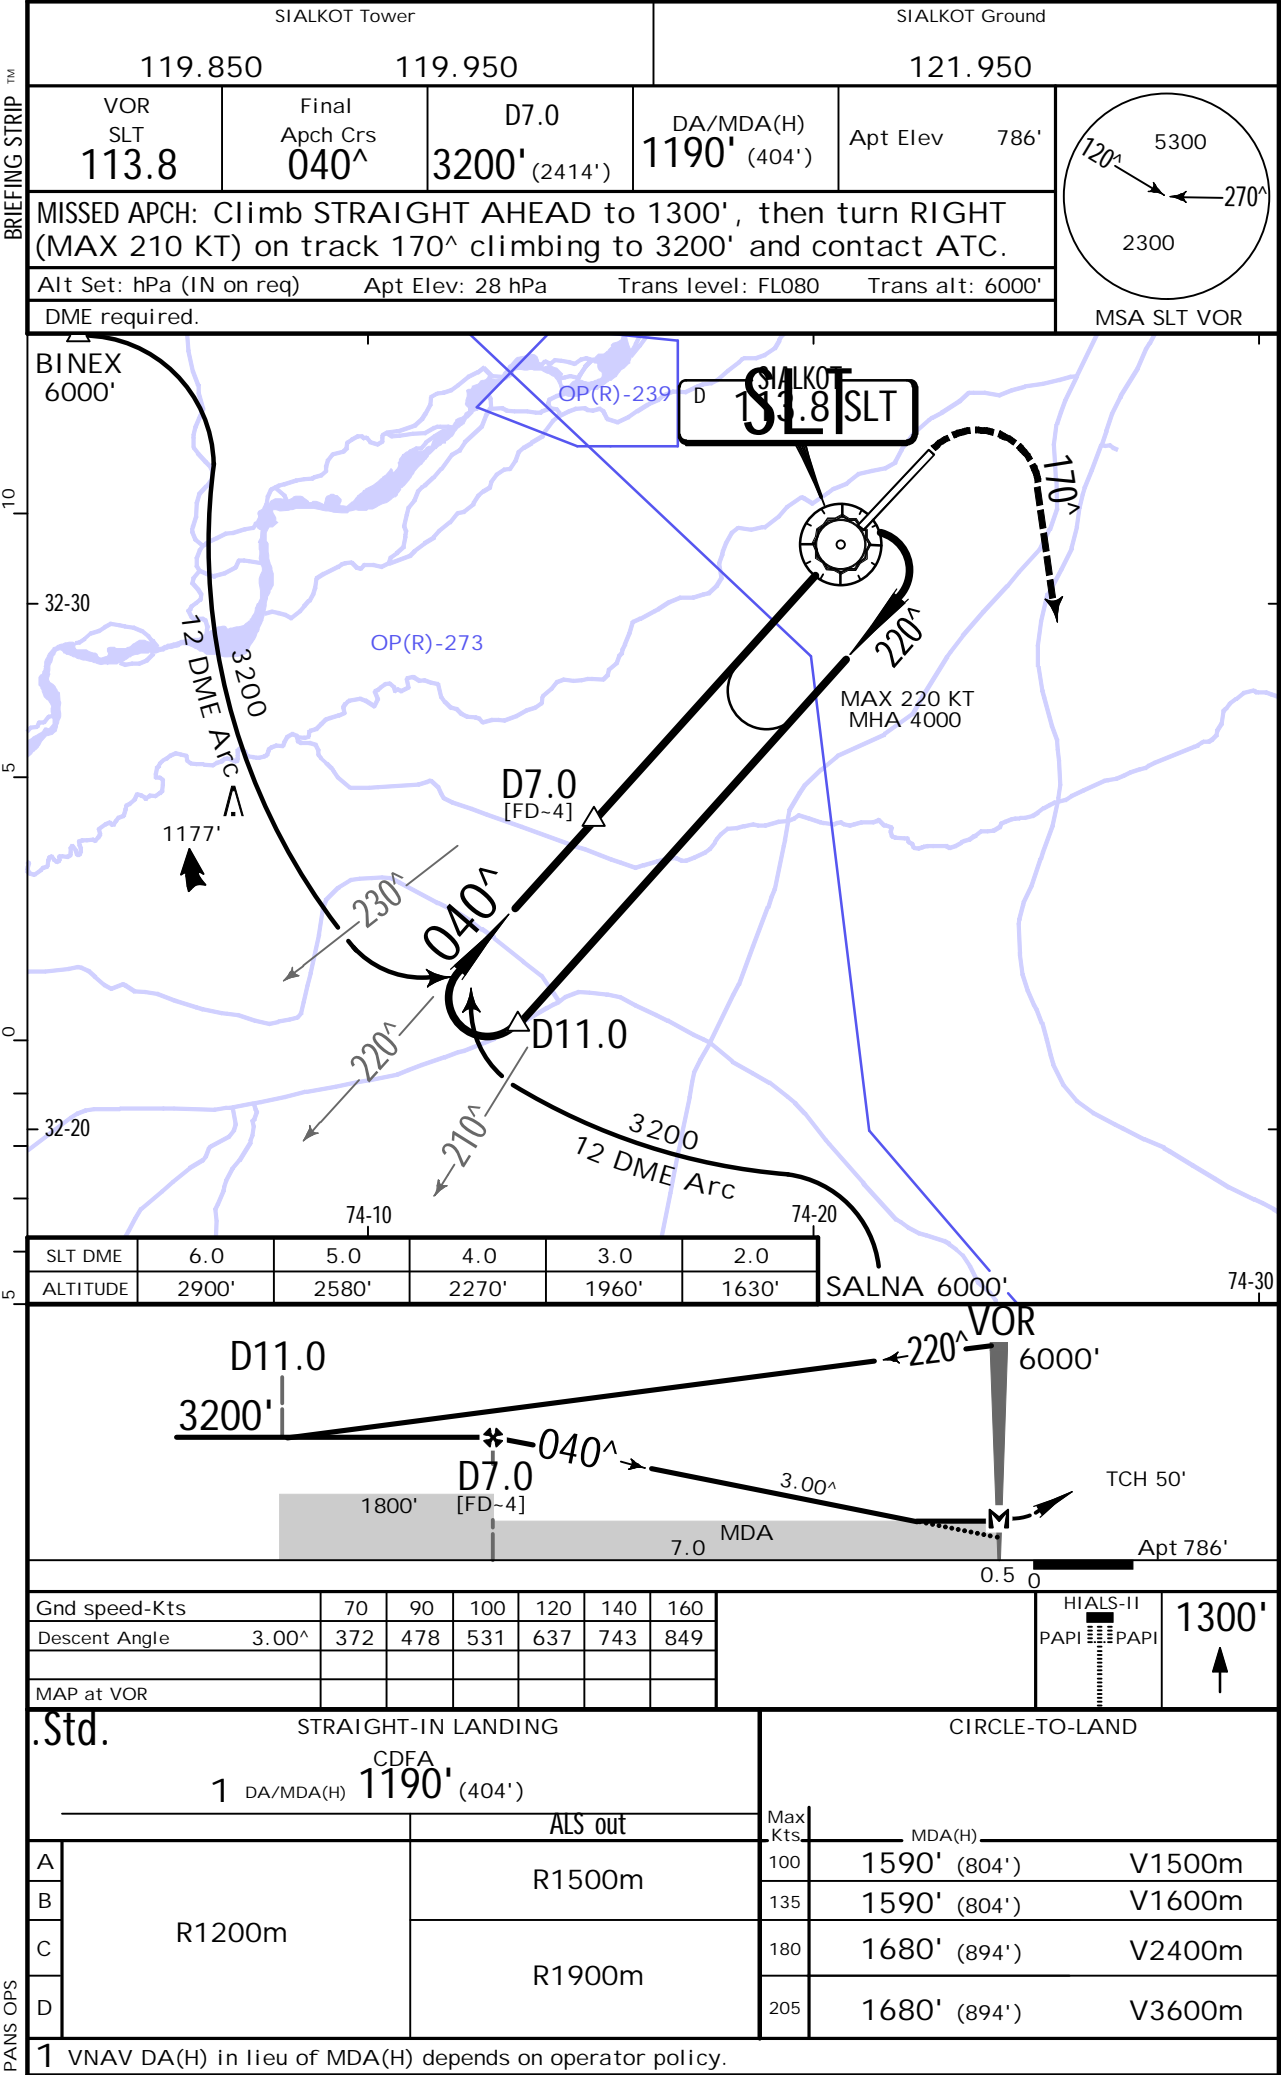 BRIEFING STRIP TM
SIALKOT Tower
119.850 119.950
SIALKOT Ground
121.950
VOR
SLT
113.8
Final
Apch Crs
040^
D7.0
3200' (2414')
DA/MDA(H)
1190' (404')
Apt Elev 786'
MISSED APCH: Climb STRAIGHT AHEAD to 1300', then turn RIGHT
(MAX 210 KT) on track 170^ climbing to 3200' and contact ATC.
Alt Set: hPa (IN on req) Apt Elev: 28 hPa Trans level: FL080 Trans alt: 6000'
DME required.
120^
5300
270^
2300
MSA SLT VOR
BINEX
6000'
OP(R)-239
SIALKOT
SLT
D 113.8 SLT
170^
10
32-30
OP(R)-273
220^
12 DME Arc
3200
MAX 220 KT
MHA 4000
5
D7.0
[FD~4]
1177'
230^
040^
0
220^
D11.0
210^
32-20
3200
12 DME Arc
74-10
74-20
74-30
5
SLT DME 6.0 5.0 4.0 3.0 2.0
ALTITUDE 2900' 2580' 2270' 1960' 1630'
SALNA 6000'
VOR
6000'
220^
D11.0
3200'
040^
D7.0
[FD~4]
3.00^
TCH 50'
1800'
MDA
7.0
Apt 786'
0.5 0
Gnd speed-Kts 70 90 100 120 140 160
Descent Angle 3.00^ 372 478 531 637 743 849
MAP at VOR
HIALS-II
PAPI PAPI
1300'
.Std.
STRAIGHT-IN LANDING
CDFA
1 DA/MDA(H) 1190' (404')
ALS out
A
B
C
D
R1200m
R1500m
R1900m
CIRCLE-TO-LAND
Max
Kts MDA(H)
100 1590' (804') V1500m
135 1590' (804') V1600m
180 1680' (894') V2400m
205 1680' (894') V3600m
PANS OPS
1 VNAV DA(H) in lieu of MDA(H) depends on operator policy.